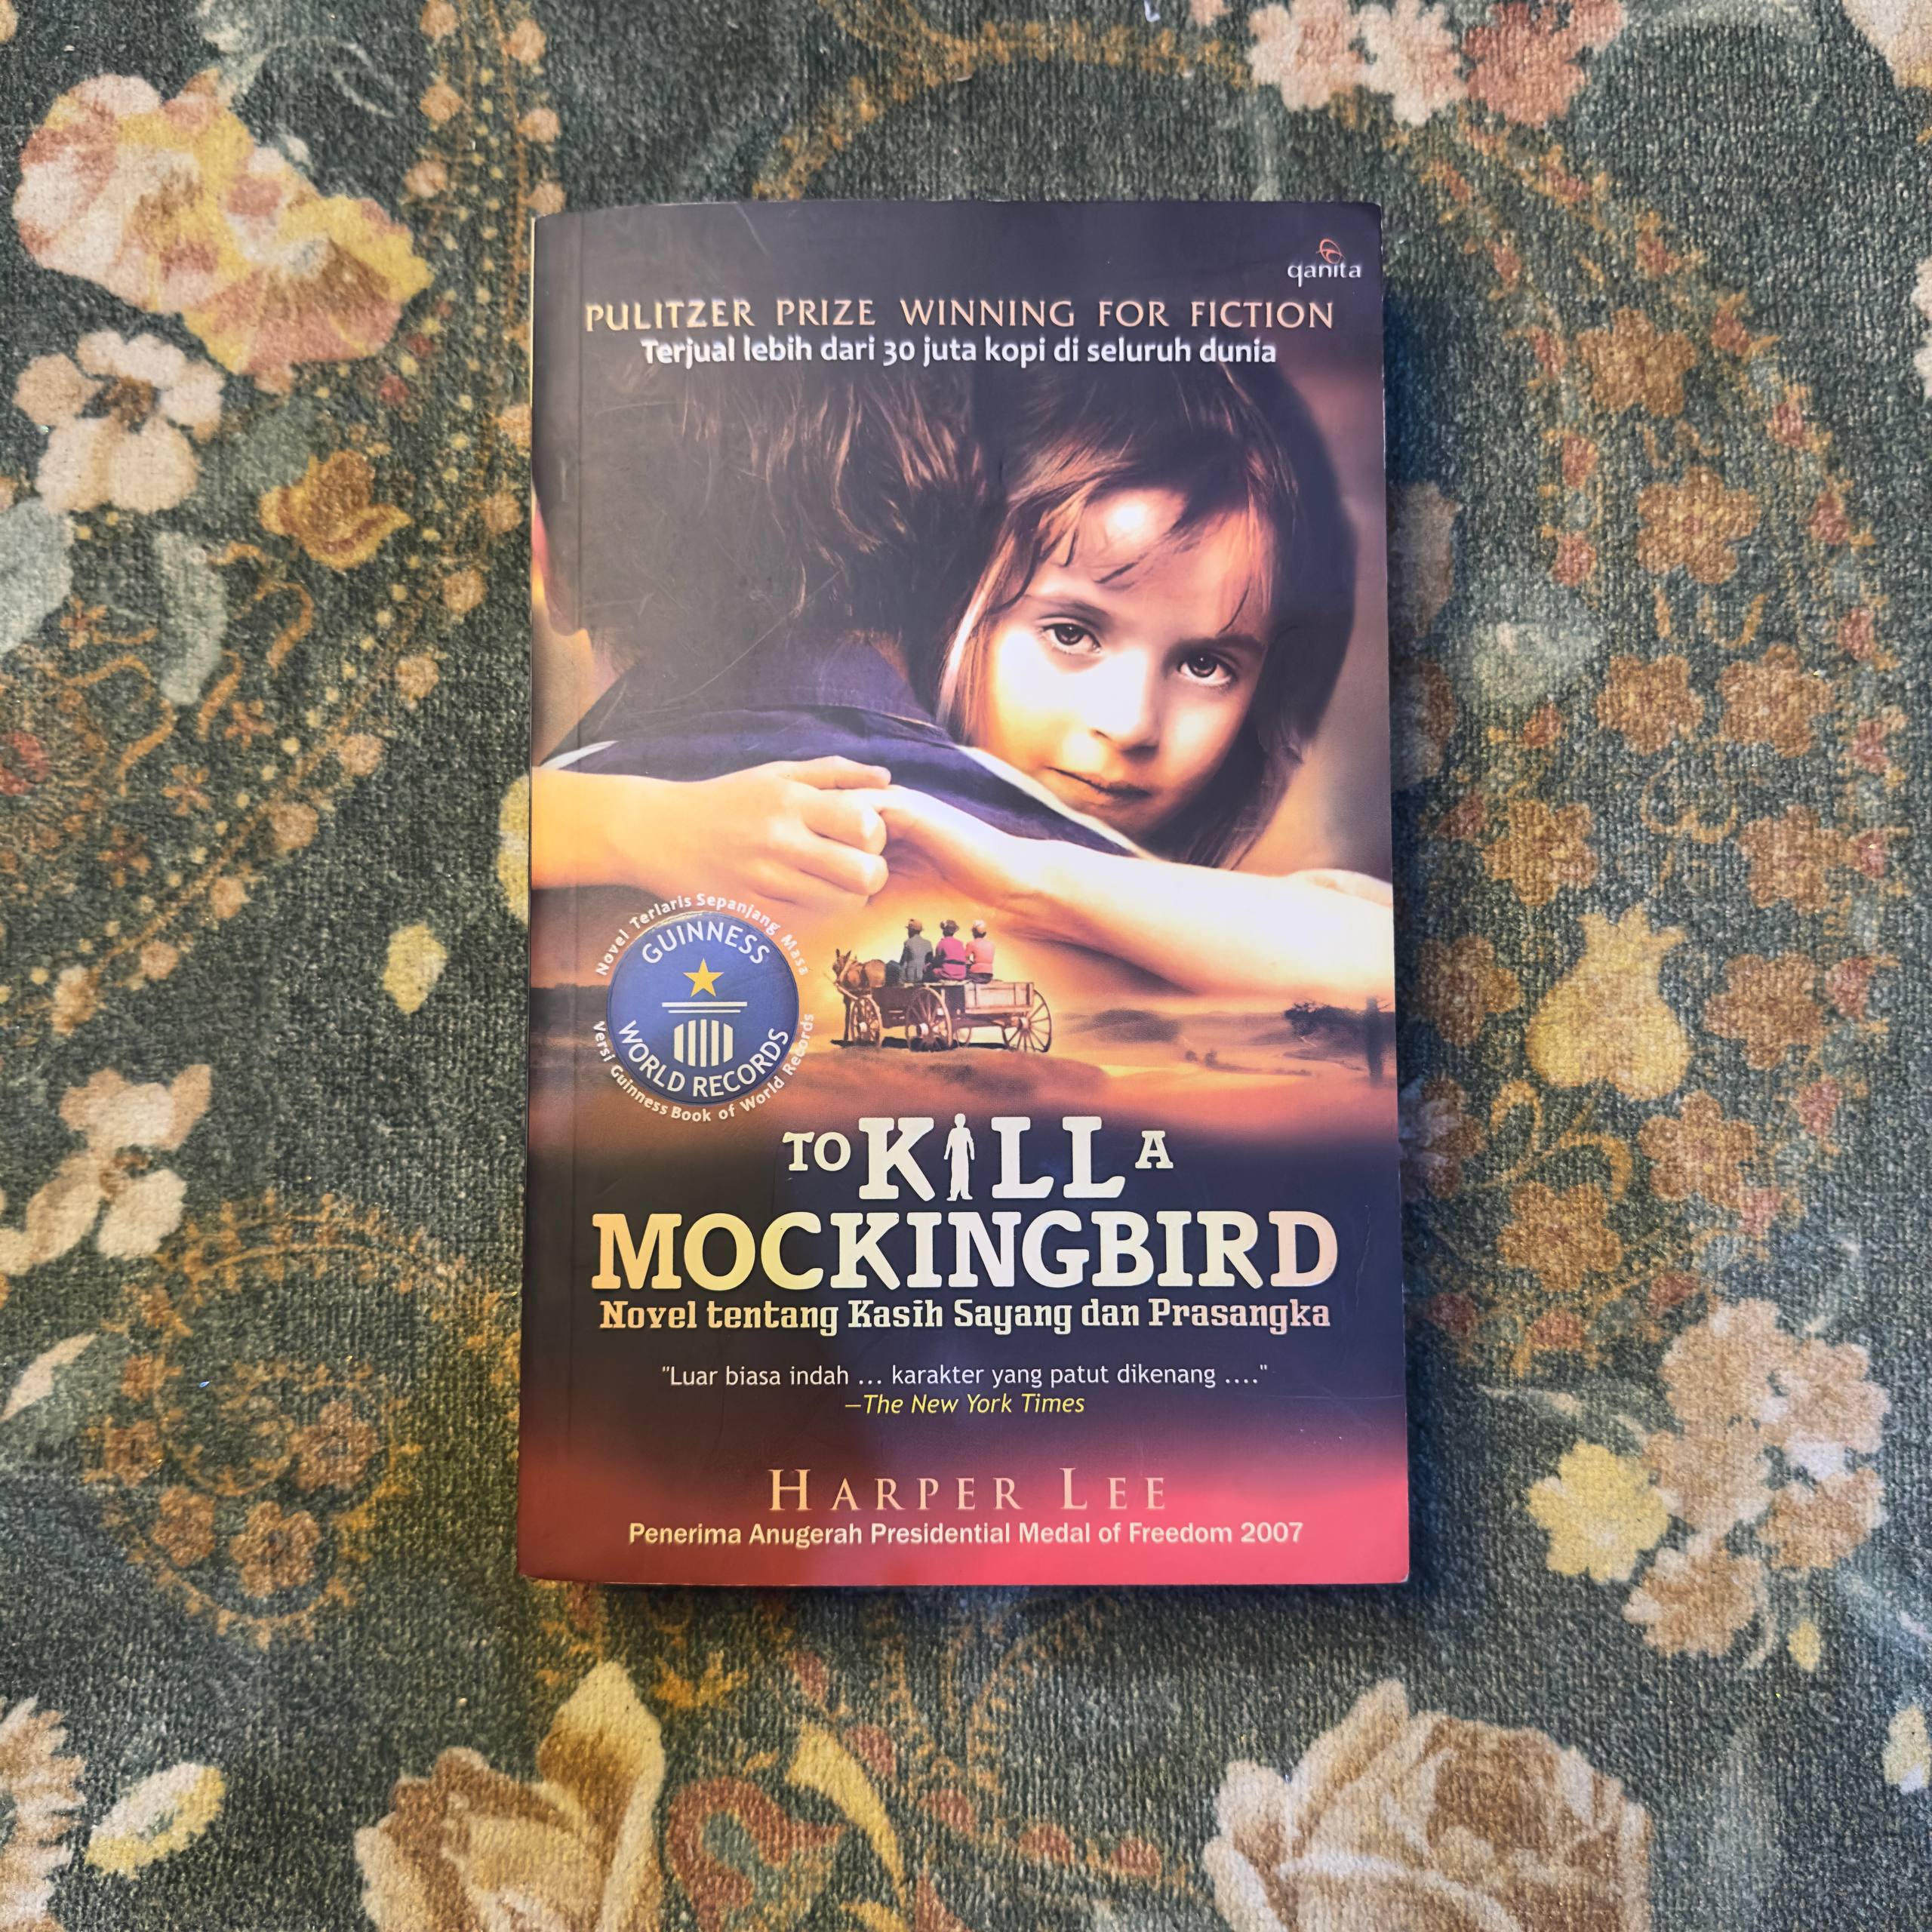 qanita
PULITZER PRIZE WINNING FOR FICTION
Terjual lebih dari 30 juta kopi di seluruh dunia
Novel Terlaris Sepanjang Masa
GUINNESS
WORLD RECORDS
Versi Guinness Book of World Records
TO KILL A
MOCKINGBIRD
Novel tentang Kasih Sayang dan Prasangka
"Luar biasa indah ... karakter yang patut dikenang ...."
—The New York Times
HARPER LEE
Penerima Anugerah Presidential Medal of Freedom 2007